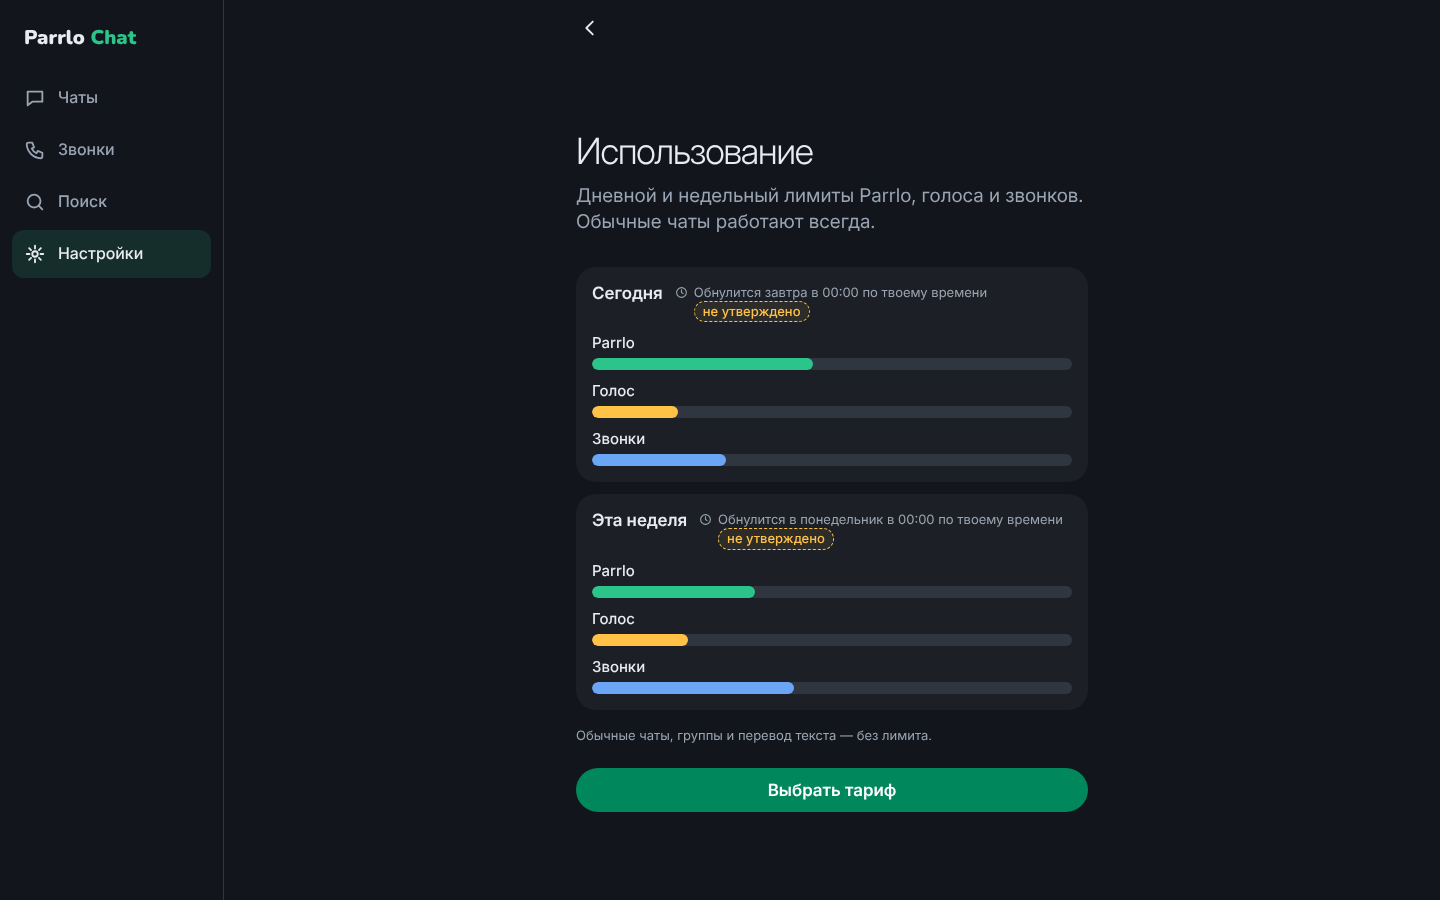 Parrlo Chat
Чаты
Звонки
Поиск
Настройки
Использование
Дневной и недельный лимиты Parrlo, голоса и звонков.
Обычные чаты работают всегда.
Сегодня Обнулится завтра в 00:00 по твоему времени
не утверждено
Parrlo
Голос
Звонки
Эта неделя Обнулится в понедельник в 00:00 по твоему времени
не утверждено
Parrlo
Голос
Звонки
Обычные чаты, группы и перевод текста — без лимита.
Выбрать тариф